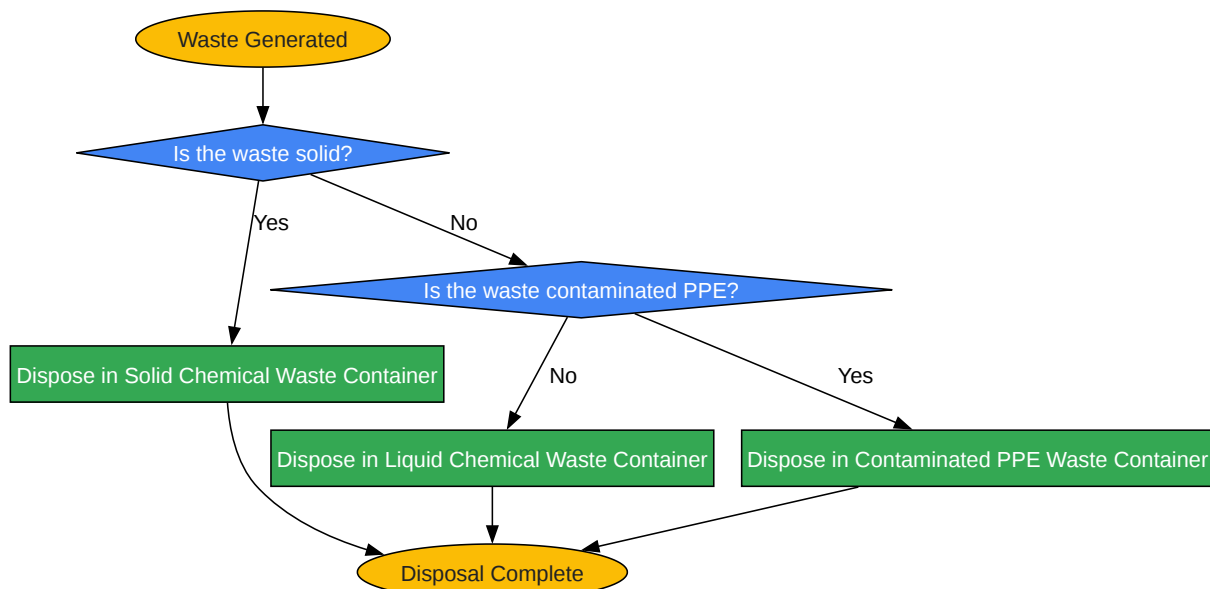 Waste Generated
Is the waste solid?
Yes
No
Is the waste contaminated PPE?
Dispose in Solid Chemical Waste Container
No
Yes
Dispose in Liquid Chemical Waste Container
Dispose in Contaminated PPE Waste Container
Disposal Complete